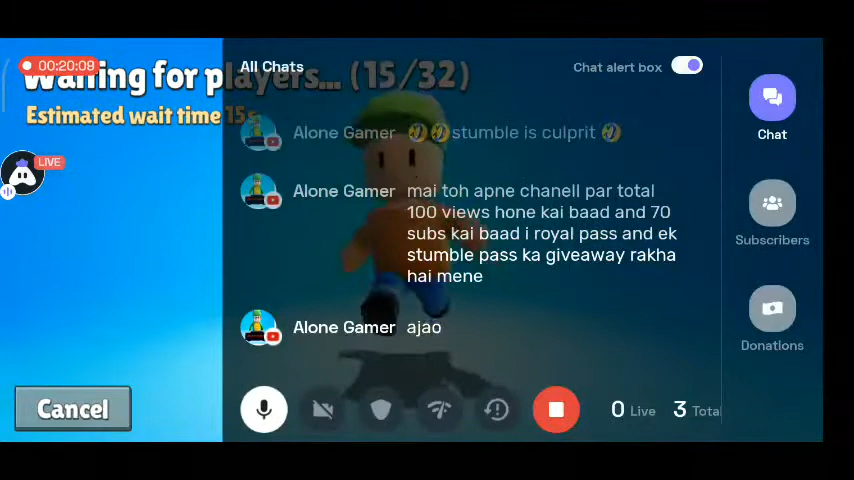 00:20:09
Waiting for players... (15/32)
Estimated wait time 15s
All Chats
Chat alert box
LIVE
Alone Gamer 🤣🤣stumble is culprit 🤣
Alone Gamer mai toh apne chanell par total
100 views hone kai baad and 70
subs kai baad i royal pass and ek
stumble pass ka giveaway rakha
hai mene
Alone Gamer ajao
Chat
Subscribers
Donations
Cancel
0 Live 3 Total